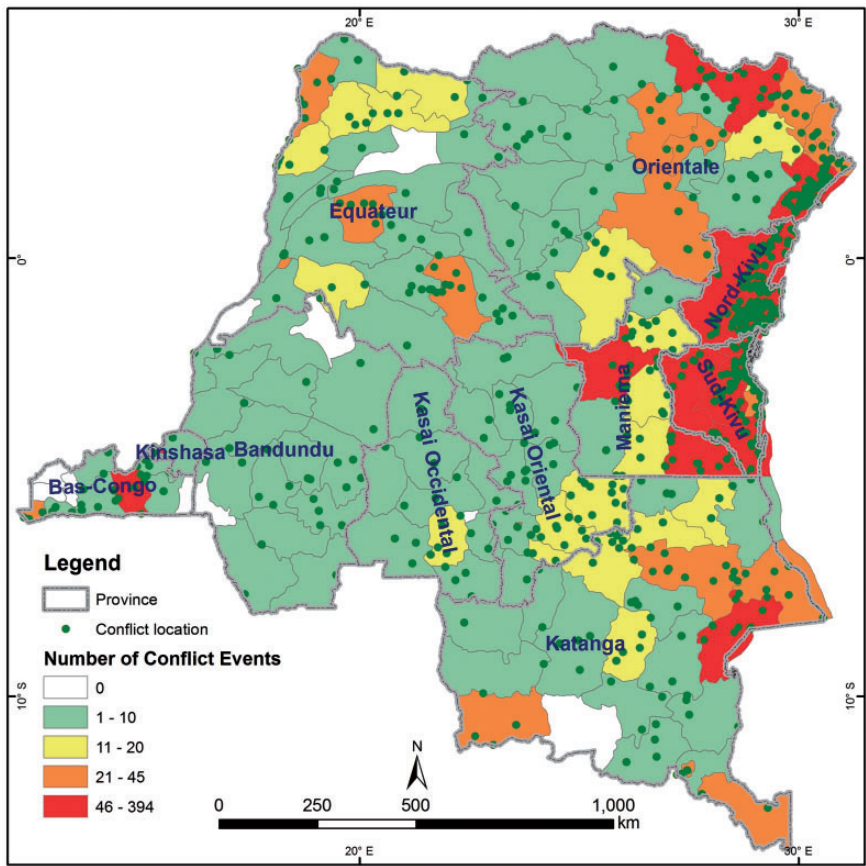 20° E 30° E
Orientale
Equateur
0° 0°
Nord-Kivu
Sud-Kivu
Maniema
Kasai Occidental
Kasai Oriental
Kinshasa
Bandundu
Bas-Congo
Katanga
Legend
Province
Conflict location
Number of Conflict Events
0
1 - 10
11 - 20
21 - 45
46 - 394
10° S 10° S
N
0 250 500 1,000
km
20° E 30° E